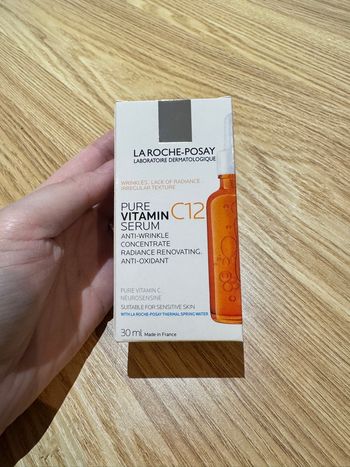 LA ROCHE-POSAY
LABORATOIRE DERMATOLOGIQUE
WRINKLES, LACK OF RADIANCE
IRREGULAR TEXTURE
PURE
VITAMIN C12
SERUM
ANTI-WRINKLE
CONCENTRATE
RADIANCE RENOVATING.
ANTI-OXIDANT
PURE VITAMIN C
NEUROSENSINE
SUITABLE FOR SENSITIVE SKIN
WITH LA ROCHE-POSAY THERMAL SPRING WATER
30 ml Made in France